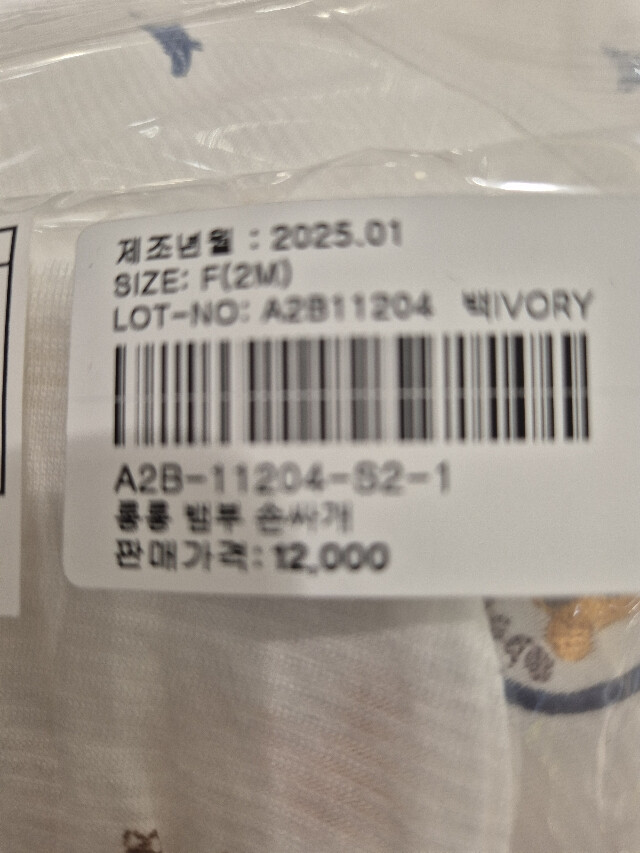 제조년월 : 2025.01
SIZE: F(2M)
LOT-NO: A2B11204 백IVORY
A2B-11204-S2-1
롱롱 뱀부 손싸개
판매가격: 12,000